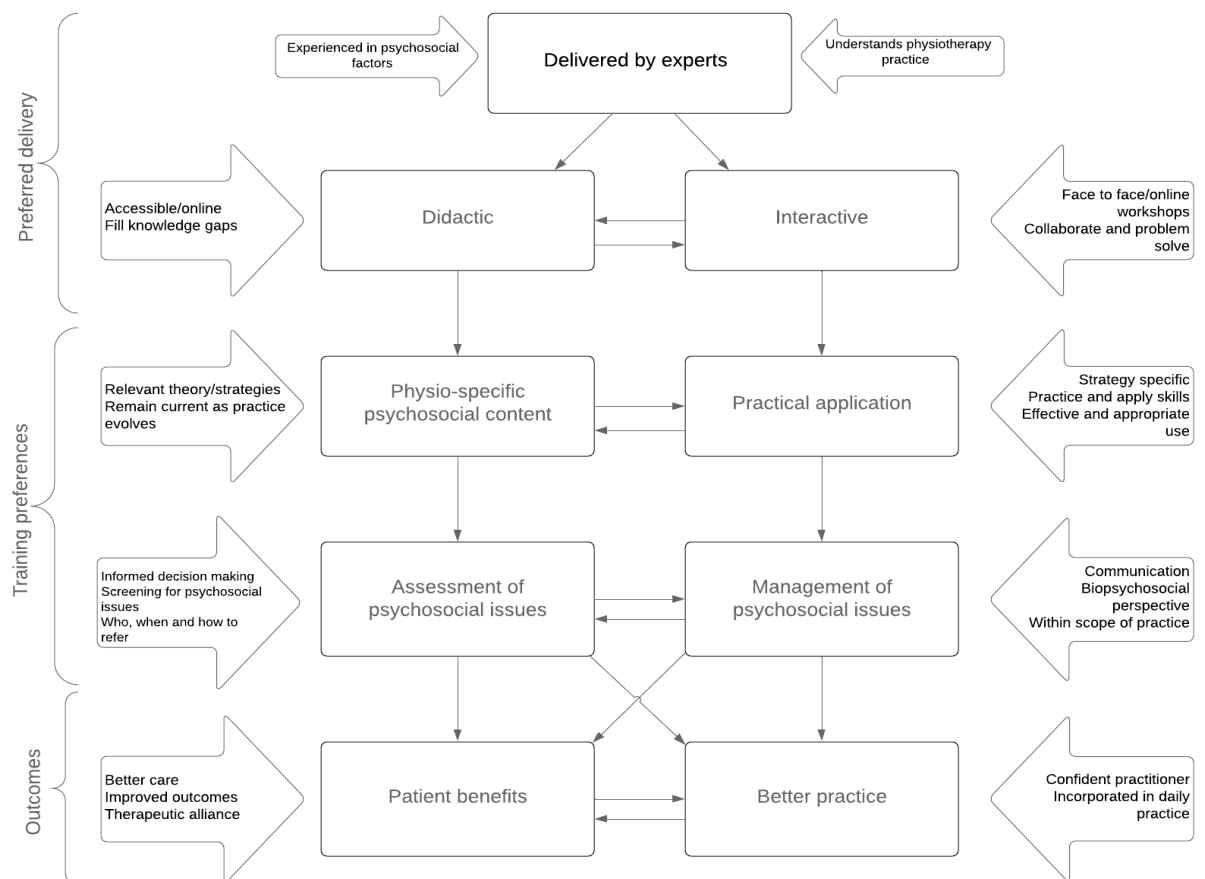 Experienced in psychosocial
factors
Delivered by experts
Understands physiotherapy
practice
Preferred delivery
Accessible/online
Fill knowledge gaps
Didactic
Interactive
Face to face/online
workshops
Collaborate and problem
solve
Training preferences
Relevant theory/strategies
Remain current as practice
evolves
Physio-specific
psychosocial content
Practical application
Strategy specific
Practice and apply skills
Effective and appropriate
use
Informed decision making
Screening for psychosocial
issues
Who, when and how to
refer
Assessment of
psychosocial issues
Management of
psychosocial issues
Communication
Biopsychosocial
perspective
Within scope of practice
Outcomes
Better care
Improved outcomes
Therapeutic alliance
Patient benefits
Better practice
Confident practitioner
Incorporated in daily
practice